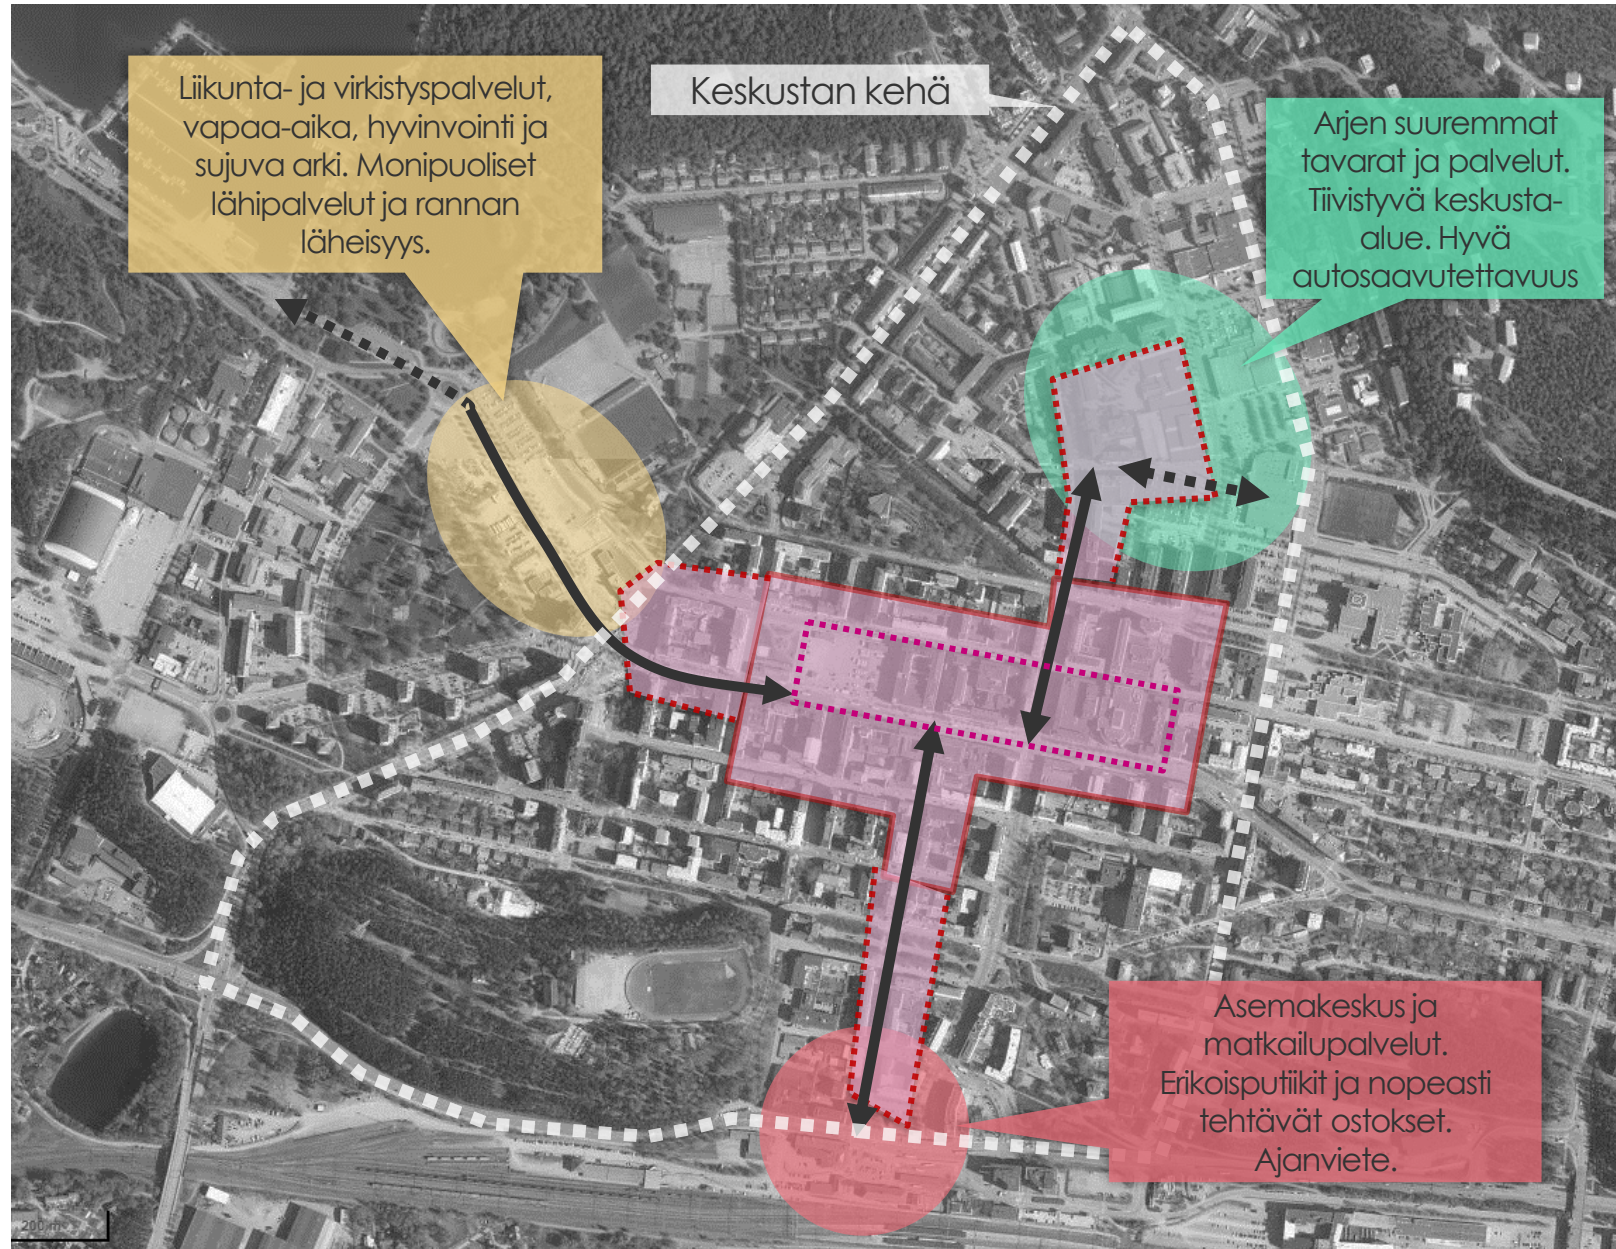 Liikunta- ja virkistyspalvelut,
vapaa-aika, hyvinvointi ja
sujuva arki. Monipuoliset
lähipalvelut ja rannan
läheisyys.
Keskustan kehä
Arjen suuremmat
tavarat ja palvelut.
Tiivistyvä keskusta-
alue. Hyvä
autosaavutettavuus
Asemakeskus ja
matkailupalvelut.
Erikoisputiikit ja nopeasti
tehtävät ostokset.
Ajanviete.
200 m